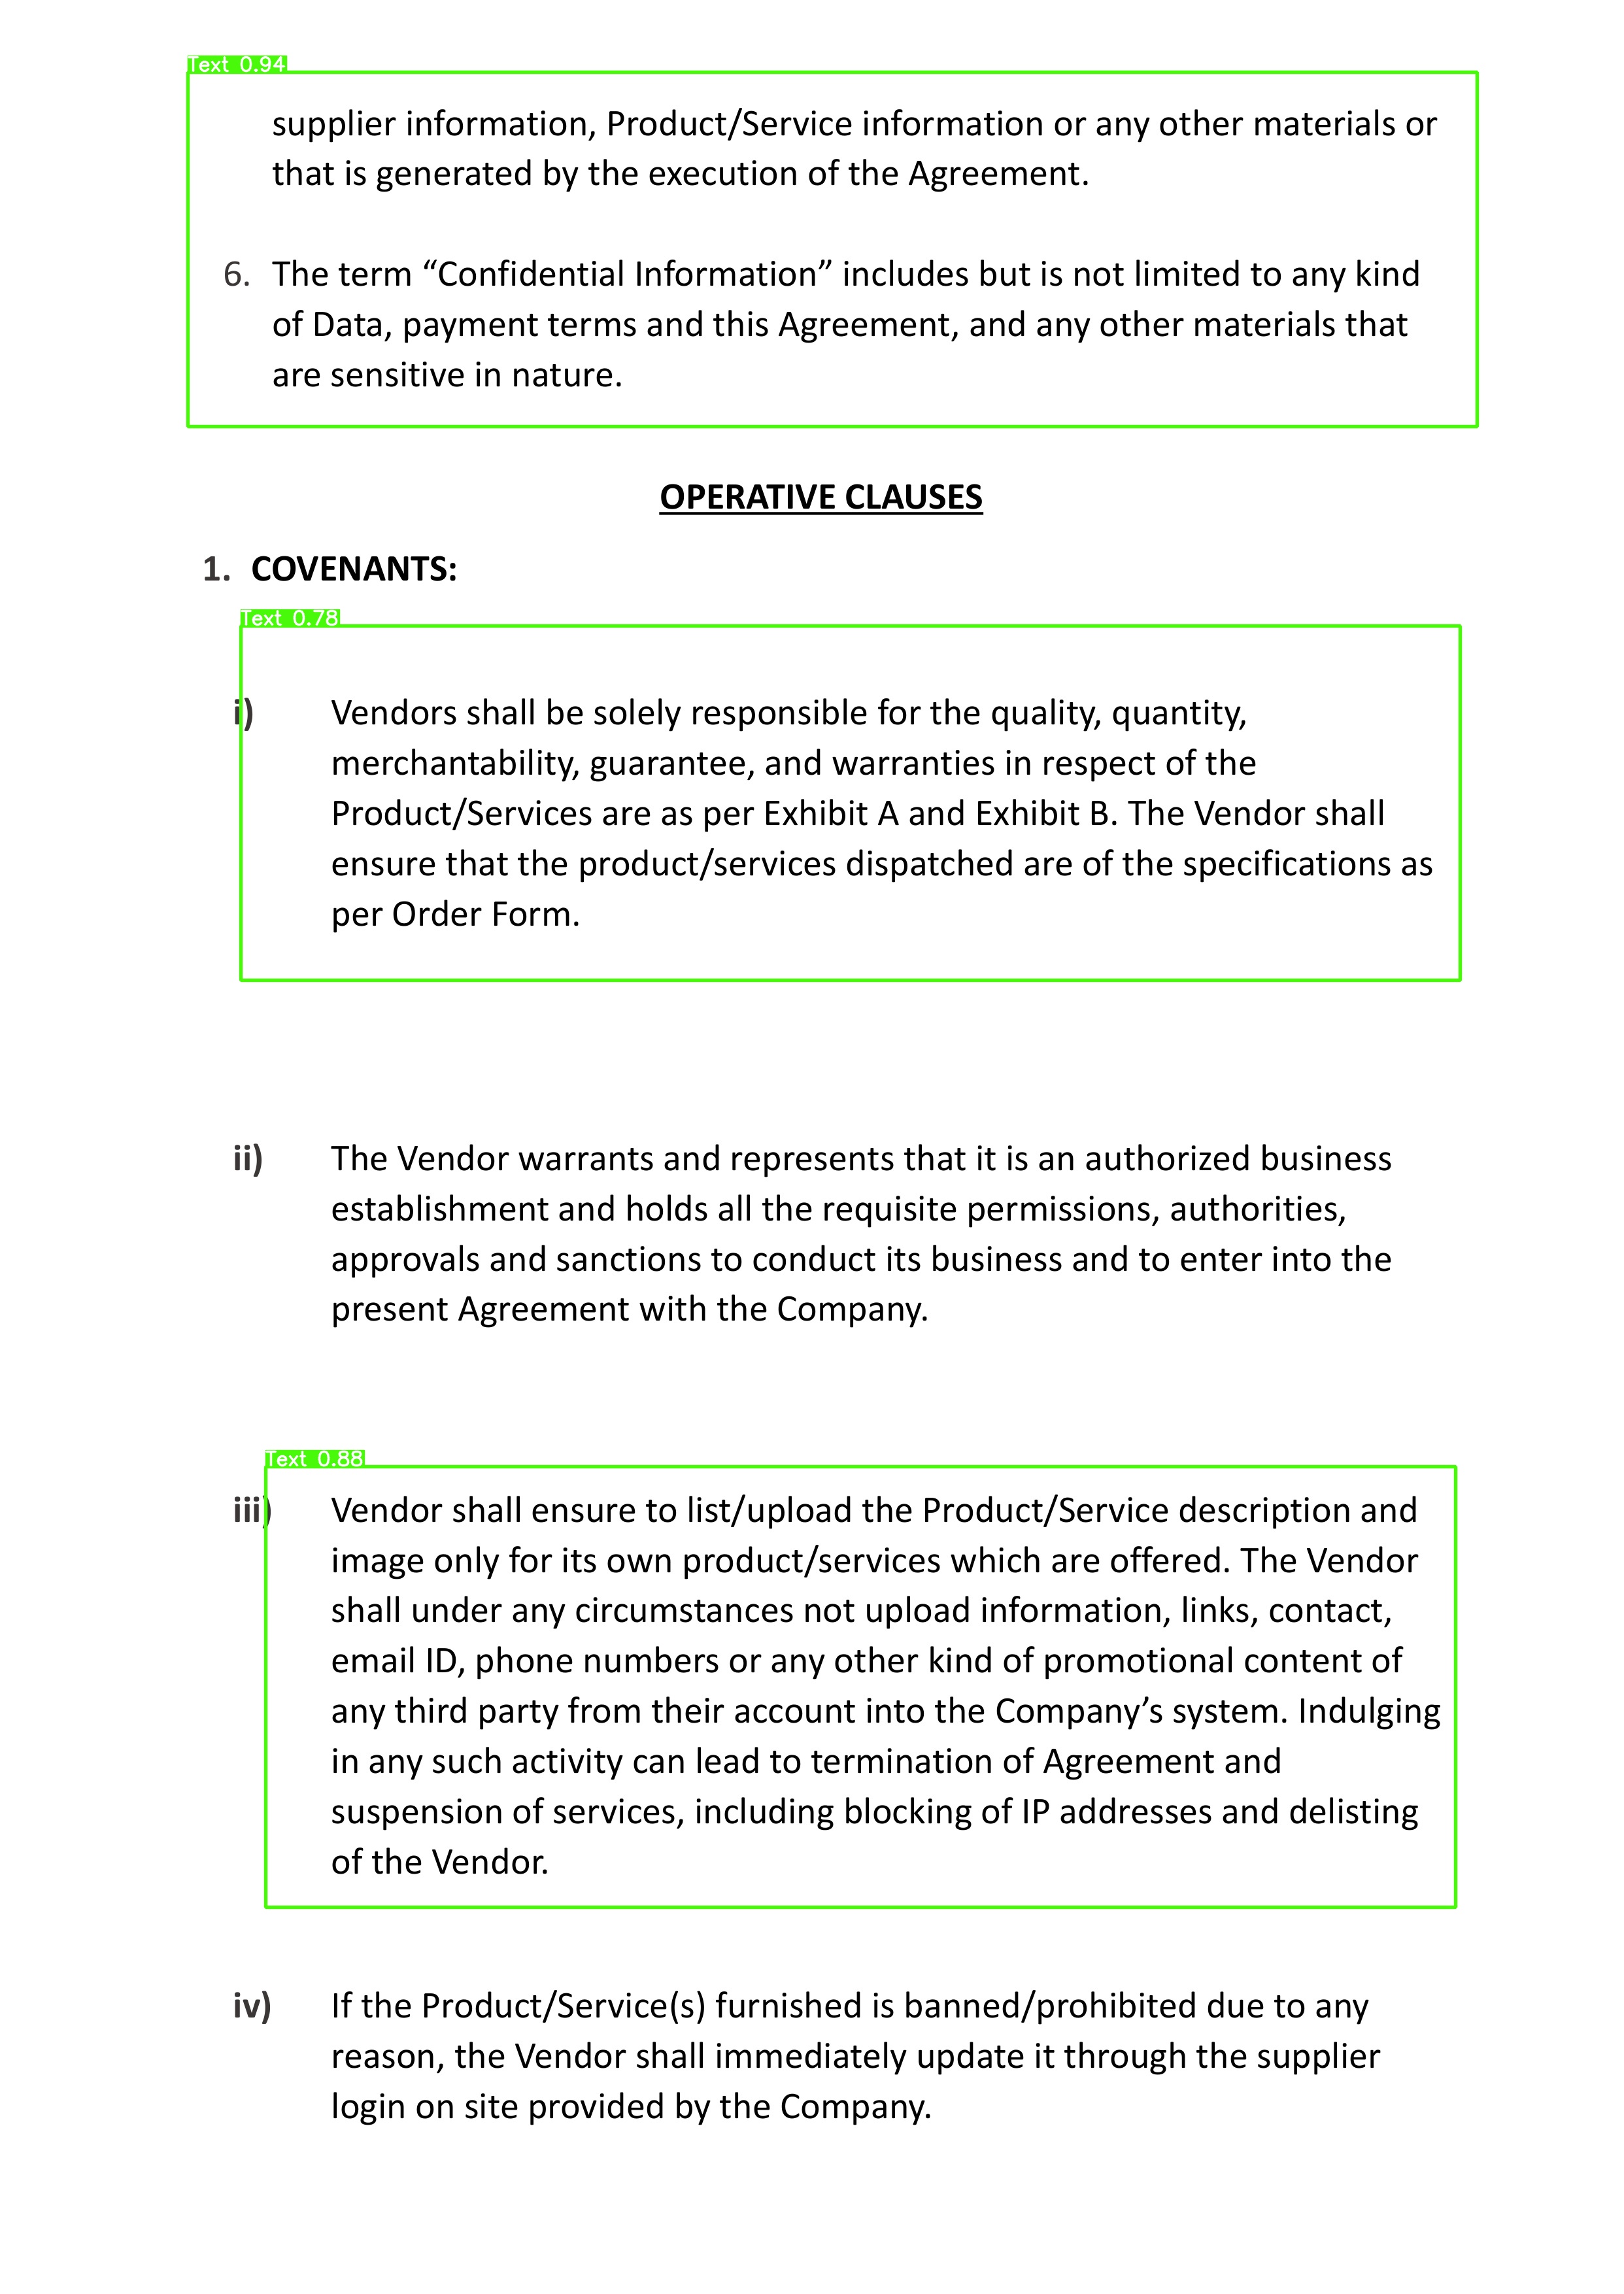 Text 0.94
supplier information, Product/Service information or any other materials or
that is generated by the execution of the Agreement.
6. The term “Confidential Information” includes but is not limited to any kind
of Data, payment terms and this Agreement, and any other materials that
are sensitive in nature.
OPERATIVE CLAUSES
1. COVENANTS:
Text 0.78
i) Vendors shall be solely responsible for the quality, quantity,
merchantability, guarantee, and warranties in respect of the
Product/Services are as per Exhibit A and Exhibit B. The Vendor shall
ensure that the product/services dispatched are of the specifications as
per Order Form.
ii) The Vendor warrants and represents that it is an authorized business
establishment and holds all the requisite permissions, authorities,
approvals and sanctions to conduct its business and to enter into the
present Agreement with the Company.
Text 0.88
iii) Vendor shall ensure to list/upload the Product/Service description and
image only for its own product/services which are offered. The Vendor
shall under any circumstances not upload information, links, contact,
email ID, phone numbers or any other kind of promotional content of
any third party from their account into the Company’s system. Indulging
in any such activity can lead to termination of Agreement and
suspension of services, including blocking of IP addresses and delisting
of the Vendor.
iv) If the Product/Service(s) furnished is banned/prohibited due to any
reason, the Vendor shall immediately update it through the supplier
login on site provided by the Company.